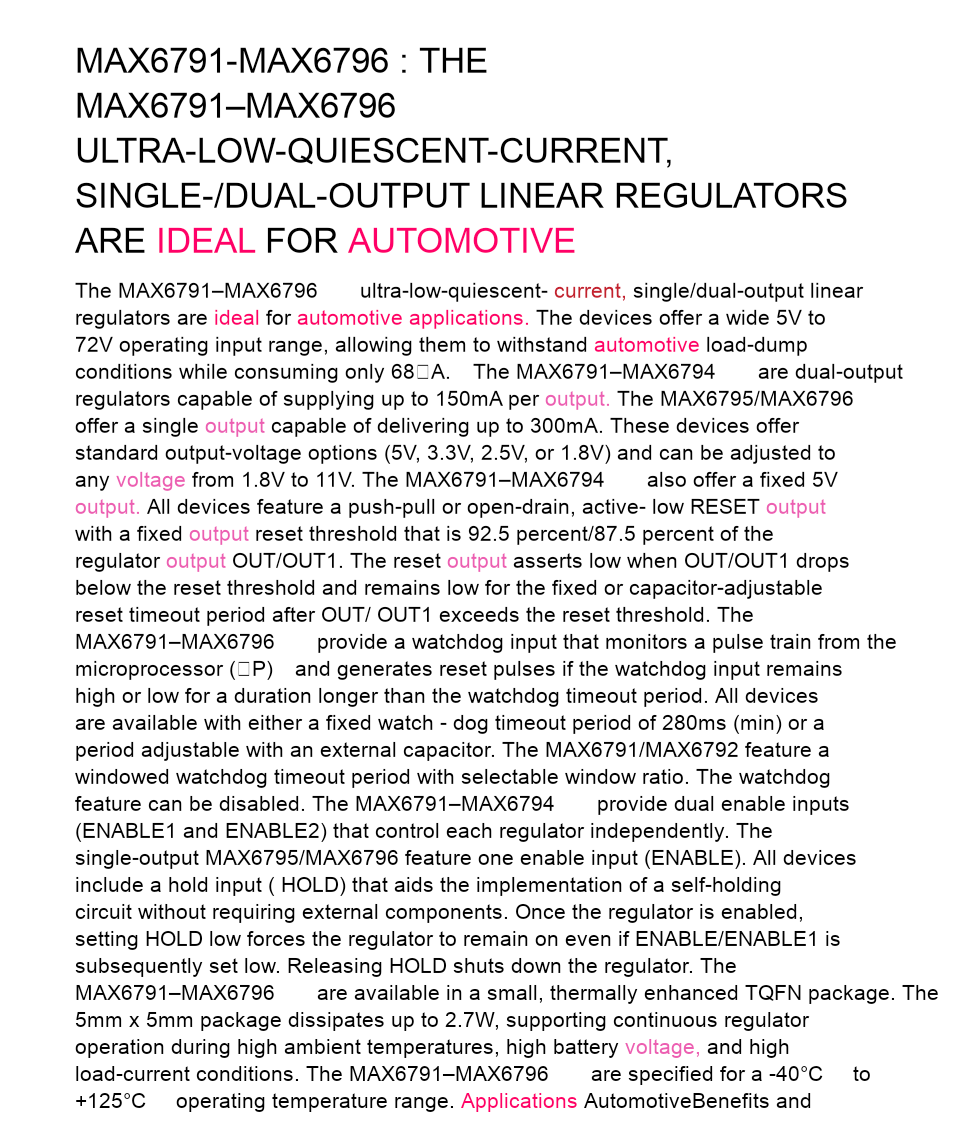 MAX6791-MAX6796 : THE
MAX6791–MAX6796
ULTRA-LOW-QUIESCENT-CURRENT,
SINGLE-/DUAL-OUTPUT LINEAR REGULATORS
ARE IDEAL FOR AUTOMOTIVE
The MAX6791–MAX6796 ultra-low-quiescent- current, single/dual-output linear
regulators are ideal for automotive applications. The devices offer a wide 5V to
72V operating input range, allowing them to withstand automotive load-dump
conditions while consuming only 68□A. The MAX6791–MAX6794 are dual-output
regulators capable of supplying up to 150mA per output. The MAX6795/MAX6796
offer a single output capable of delivering up to 300mA. These devices offer
standard output-voltage options (5V, 3.3V, 2.5V, or 1.8V) and can be adjusted to
any voltage from 1.8V to 11V. The MAX6791–MAX6794 also offer a fixed 5V
output. All devices feature a push-pull or open-drain, active- low RESET output
with a fixed output reset threshold that is 92.5 percent/87.5 percent of the
regulator output OUT/OUT1. The reset output asserts low when OUT/OUT1 drops
below the reset threshold and remains low for the fixed or capacitor-adjustable
reset timeout period after OUT/ OUT1 exceeds the reset threshold. The
MAX6791–MAX6796 provide a watchdog input that monitors a pulse train from the
microprocessor (□P) and generates reset pulses if the watchdog input remains
high or low for a duration longer than the watchdog timeout period. All devices
are available with either a fixed watch - dog timeout period of 280ms (min) or a
period adjustable with an external capacitor. The MAX6791/MAX6792 feature a
windowed watchdog timeout period with selectable window ratio. The watchdog
feature can be disabled. The MAX6791–MAX6794 provide dual enable inputs
(ENABLE1 and ENABLE2) that control each regulator independently. The
single-output MAX6795/MAX6796 feature one enable input (ENABLE). All devices
include a hold input ( HOLD) that aids the implementation of a self-holding
circuit without requiring external components. Once the regulator is enabled,
setting HOLD low forces the regulator to remain on even if ENABLE/ENABLE1 is
subsequently set low. Releasing HOLD shuts down the regulator. The
MAX6791–MAX6796 are available in a small, thermally enhanced TQFN package. The
5mm x 5mm package dissipates up to 2.7W, supporting continuous regulator
operation during high ambient temperatures, high battery voltage, and high
load-current conditions. The MAX6791–MAX6796 are specified for a -40°C to
+125°C operating temperature range. Applications AutomotiveBenefits and